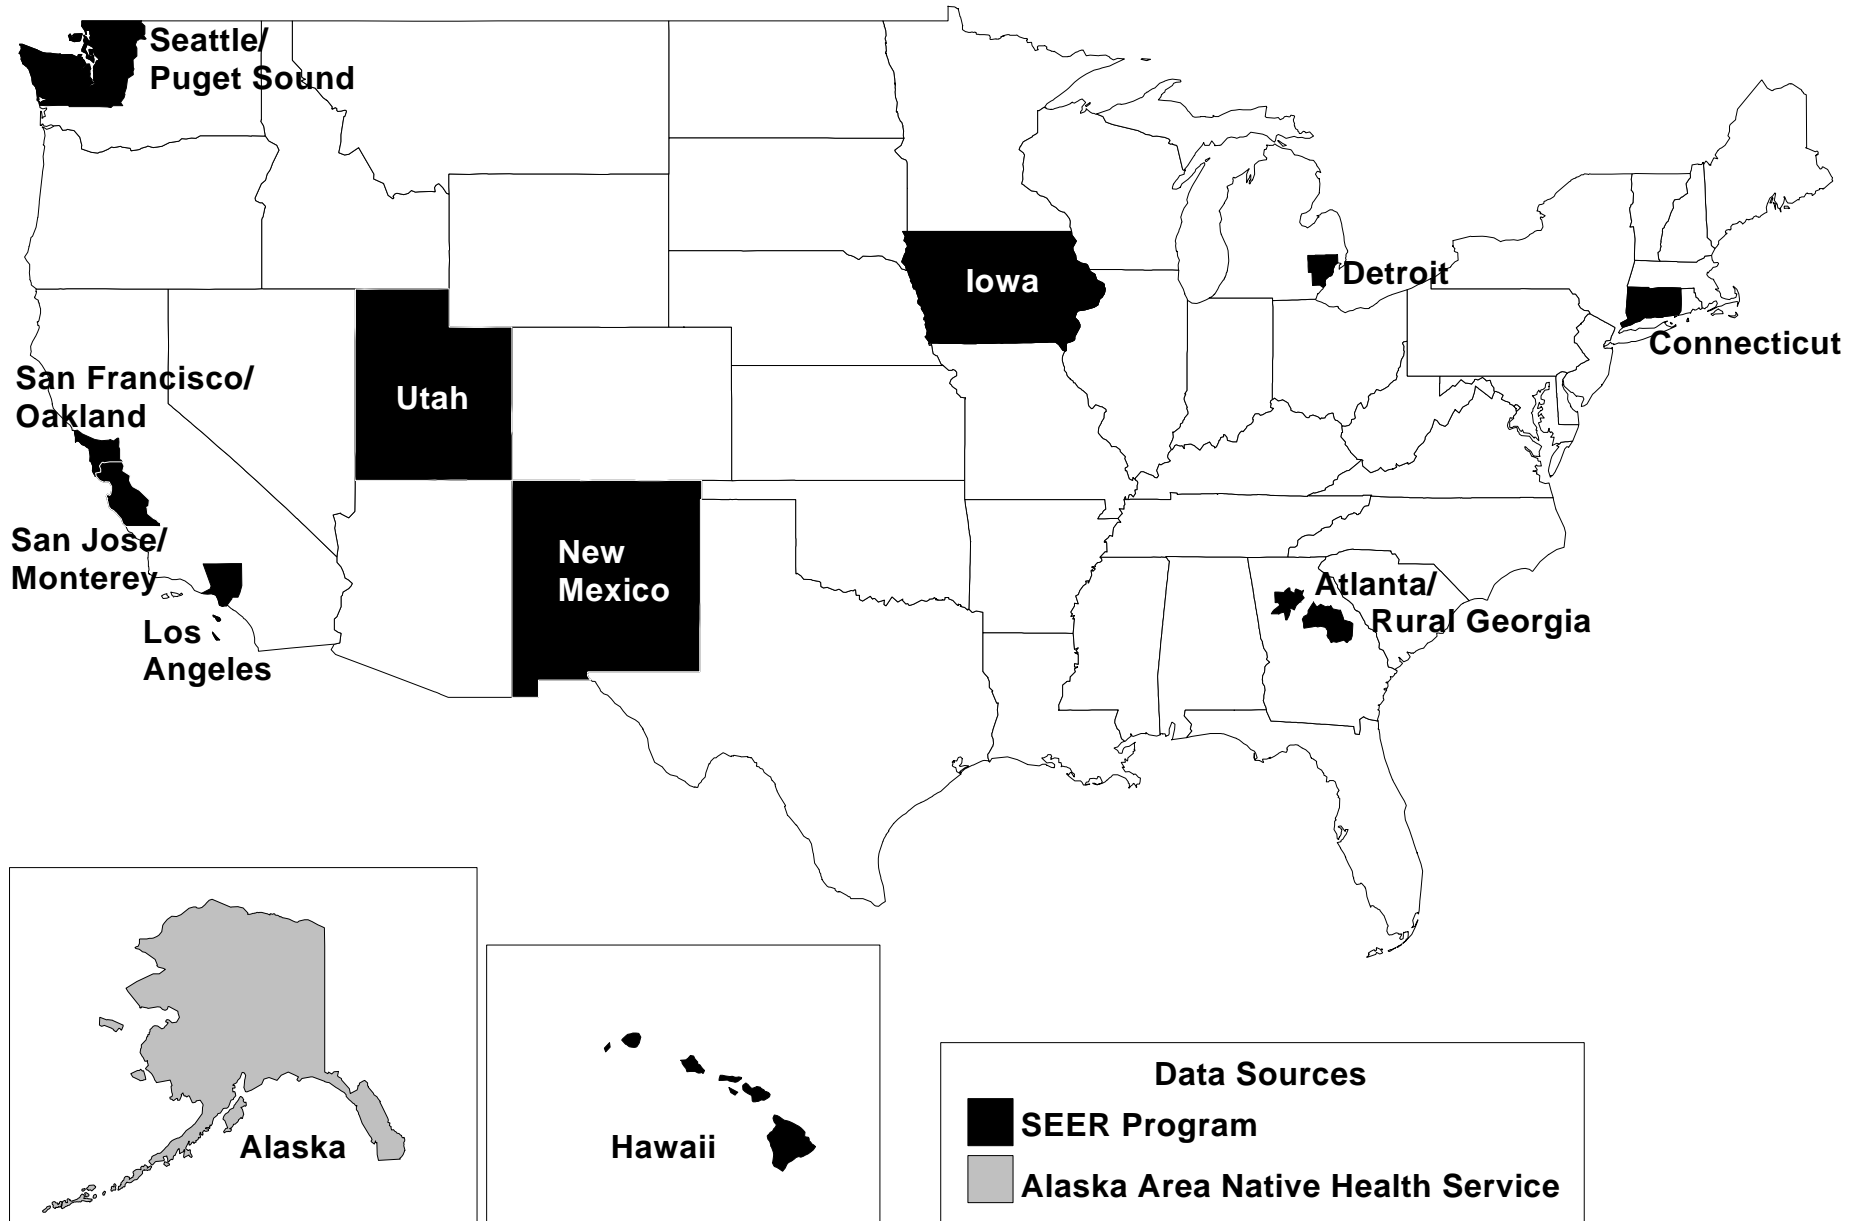 Seattle/
Puget Sound
Iowa
Detroit
Connecticut
San Francisco/
Oakland
Utah
San Jose/
Monterey
New
Mexico
Los
Angeles
Atlanta/
Rural Georgia
Alaska
Hawaii
Data Sources
SEER Program
Alaska Area Native Health Service